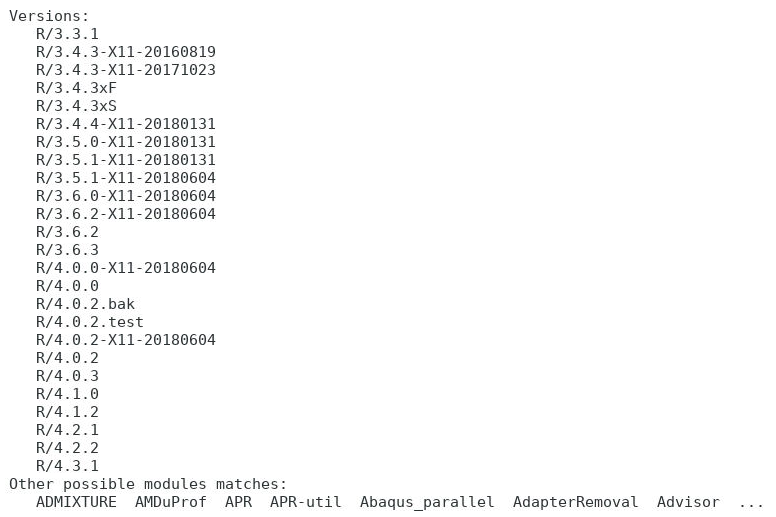 Versions:
R/3.3.1
R/3.4.3-X11-20160819
R/3.4.3-X11-20171023
R/3.4.3xF
R/3.4.3xS
R/3.4.4-X11-20180131
R/3.5.0-X11-20180131
R/3.5.1-X11-20180131
R/3.5.1-X11-20180604
R/3.6.0-X11-20180604
R/3.6.2-X11-20180604
R/3.6.2
R/3.6.3
R/4.0.0-X11-20180604
R/4.0.0
R/4.0.2.bak
R/4.0.2.test
R/4.0.2-X11-20180604
R/4.0.2
R/4.0.3
R/4.1.0
R/4.1.2
R/4.2.1
R/4.2.2
R/4.3.1
Other possible modules matches:
ADMIXTURE  AMDuProf  APR  APR-util  Abaqus_parallel  AdapterRemoval  Advisor  ...